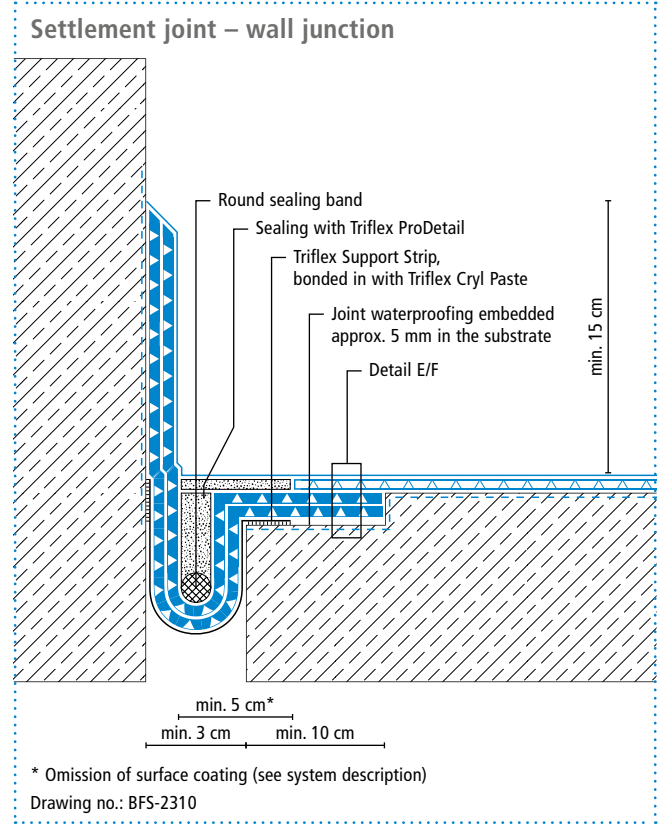 Settlement joint – wall junction
Round sealing band
Sealing with Triflex ProDetail
Triflex Support Strip,
bonded in with Triflex Cryl Paste
Joint waterproofing embedded
approx. 5 mm in the substrate
Detail E/F
min. 15 cm
min. 5 cm*
min. 3 cm
min. 10 cm
* Omission of surface coating (see system description)
Drawing no.: BFS-2310